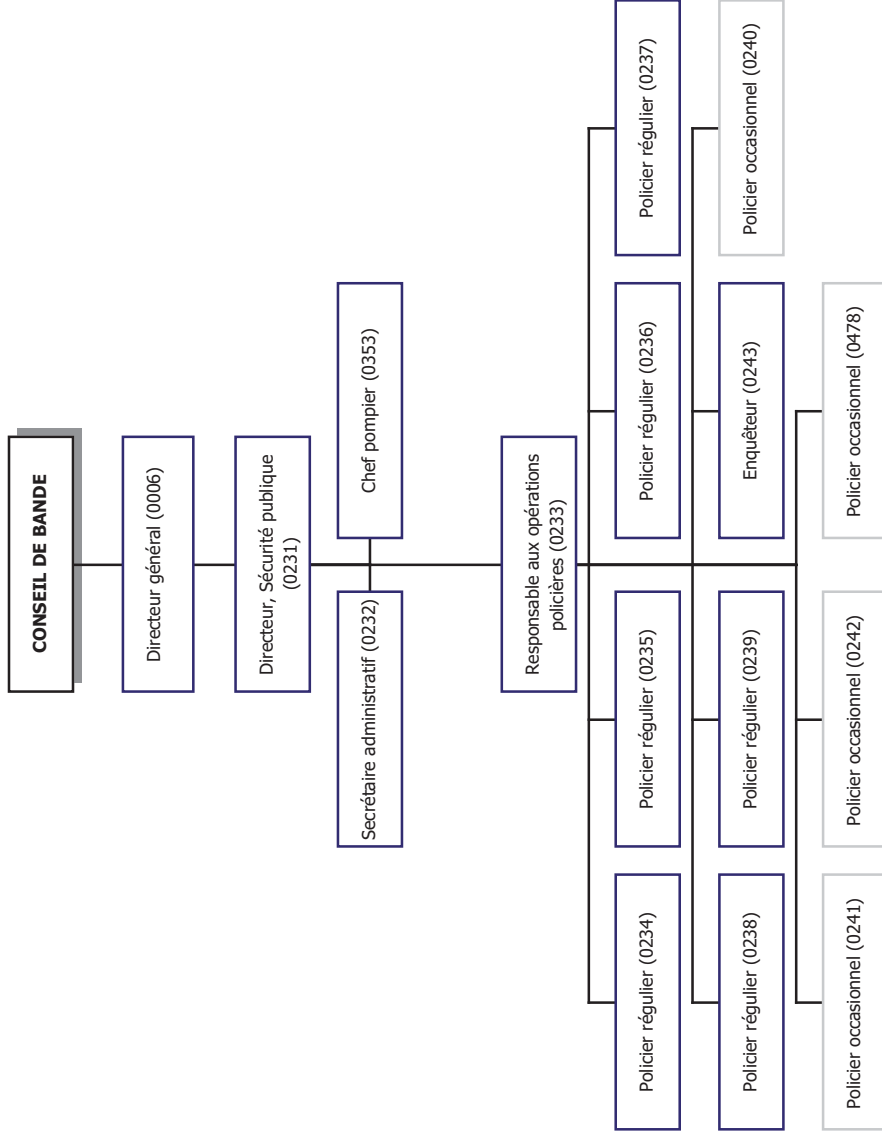 CONSEIL DE BANDE
Directeur général (0006)
Directeur, Sécurité publique
(0231)
Secrétaire administratif (0232)
Chef pompier (0353)
Responsable aux opérations
policières (0233)
Policier régulier (0234)
Policier régulier (0235)
Policier régulier (0236)
Policier régulier (0237)
Policier régulier (0238)
Policier régulier (0239)
Enquêteur (0243)
Policier occasionnel (0240)
Policier occasionnel (0241)
Policier occasionnel (0242)
Policier occasionnel (0478)